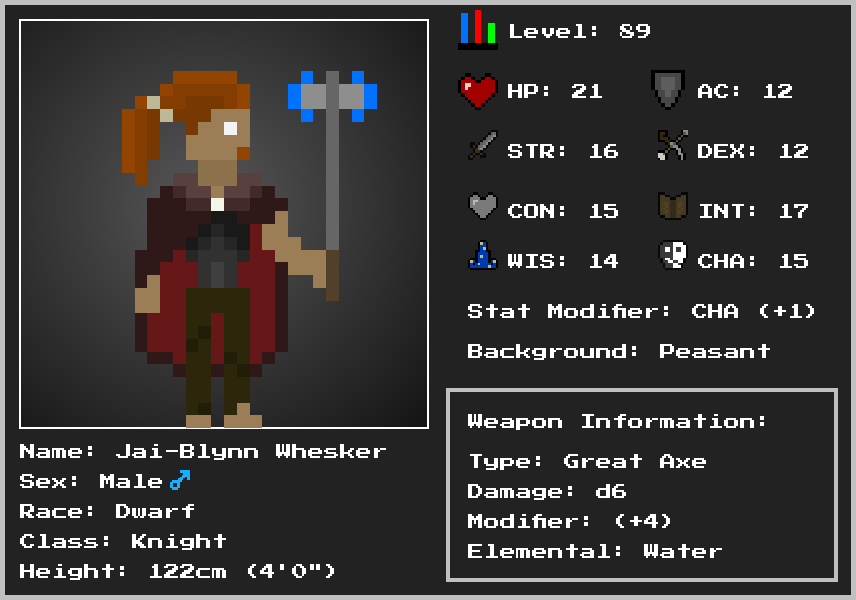 Level: 89
HP: 21 AC: 12
STR: 16 DEX: 12
CON: 15 INT: 17
WIS: 14 CHA: 15
Stat Modifier: CHA (+1)
Background: Peasant
Name: Jai-Blynn Whesker
Sex: Male ♂
Race: Dwarf
Class: Knight
Height: 122cm (4'0")
Weapon Information:
Type: Great Axe
Damage: d6
Modifier: (+4)
Elemental: Water